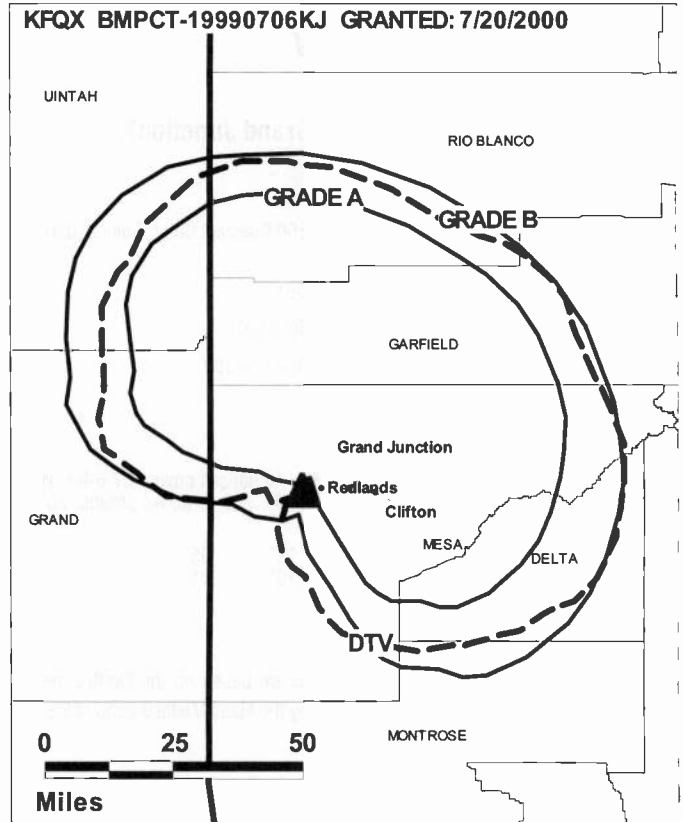 KFQX BMPCT-19990706KJ GRANTED: 7/20/2000
UINTAH
RIO BLANCO
GRADE A
GRADE B
GARFIELD
Grand Junction
Redlands
Clifton
GRAND
MESA
DELTA
DTV
MONTROSE
0 25 50
Miles